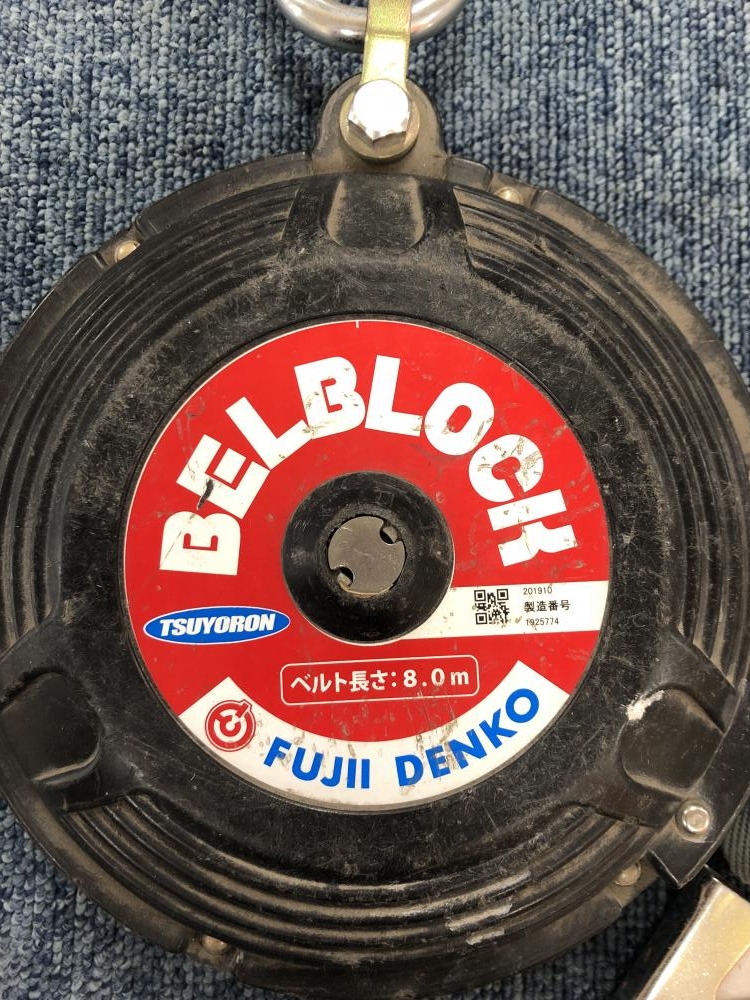 BELBLOCK
201910
製造番号
1925774
TSUYORON
ベルト長さ:8.0m
FUJII DENKO